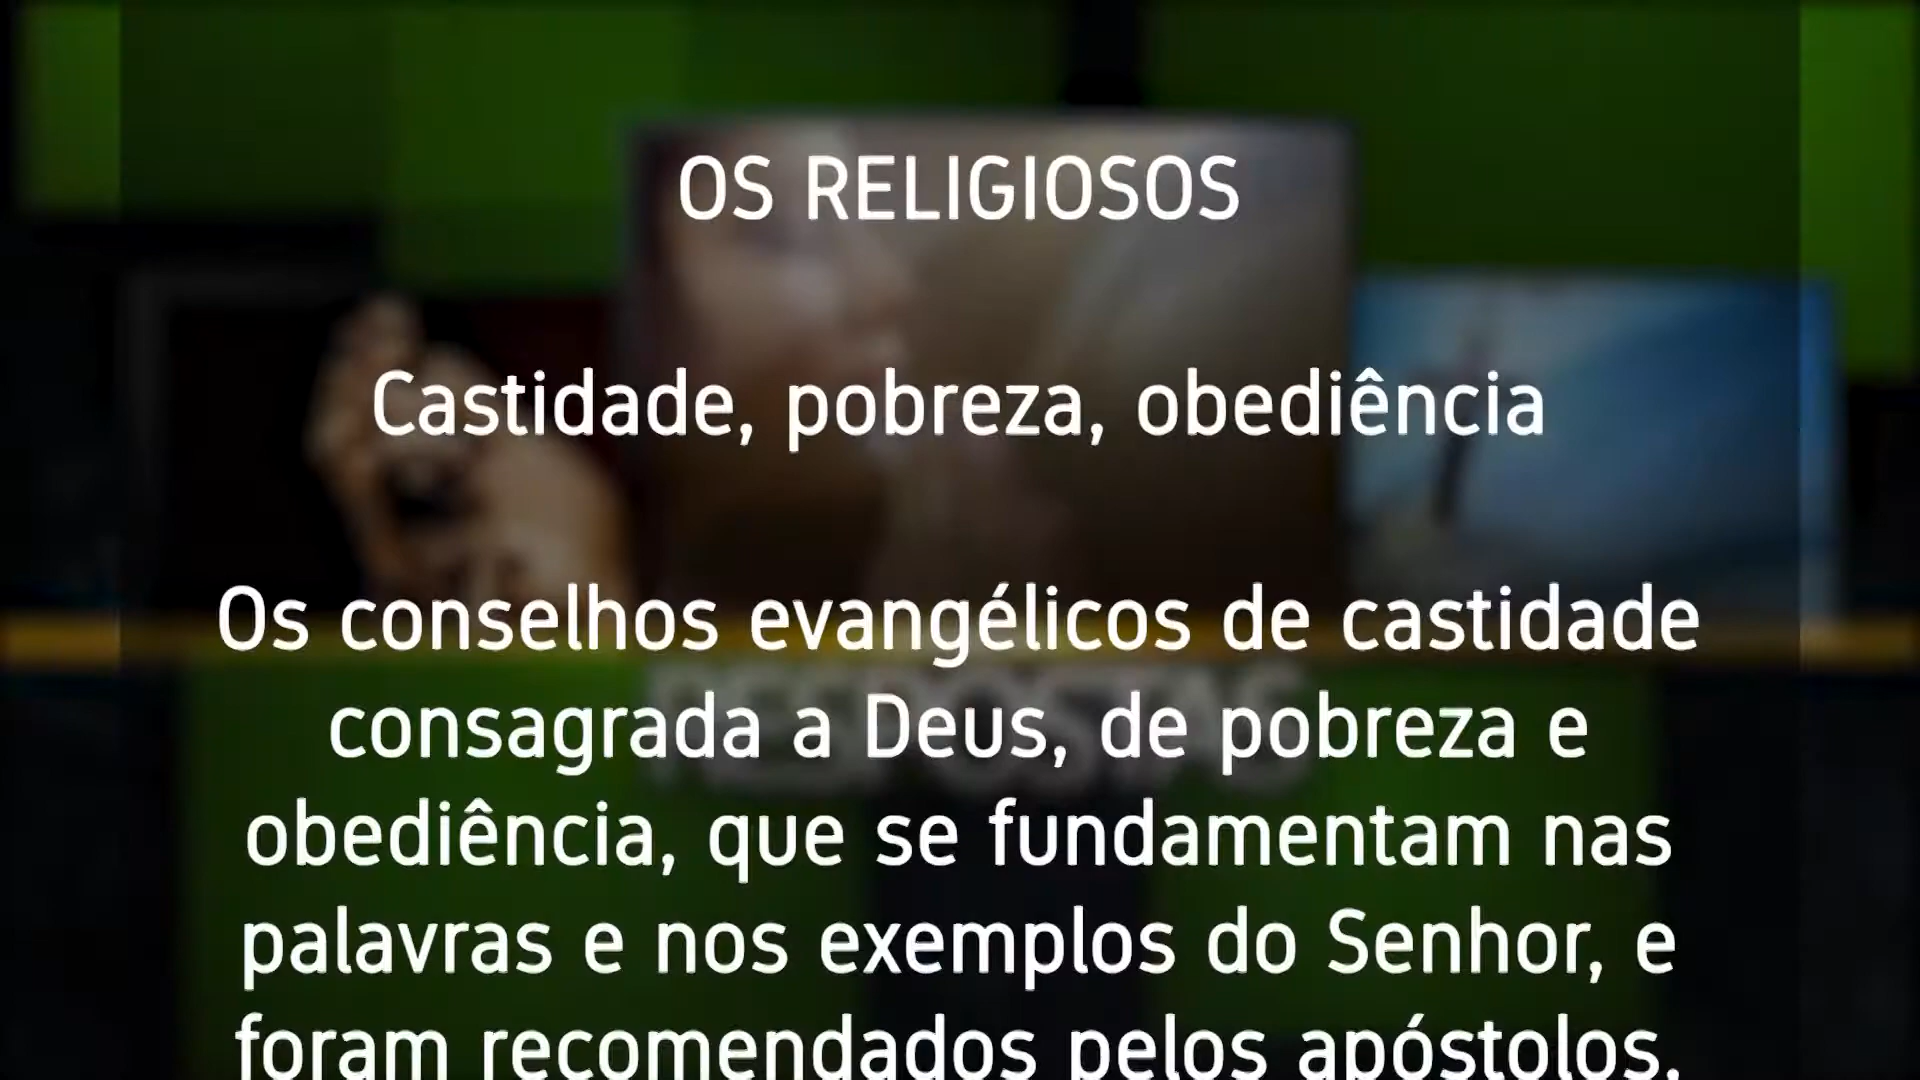 OS RELIGIOSOS
Castidade, pobreza, obediência
Os conselhos evangélicos de castidade
consagrada a Deus, de pobreza e
obediência, que se fundamentam nas
palavras e nos exemplos do Senhor, e
foram recomendados pelos apóstolos,
RESPOSTAS